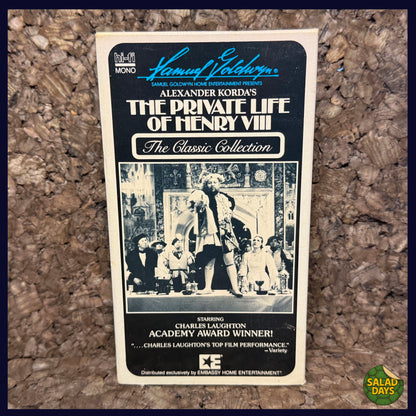 hi-fi
MONO
Samuel Goldwyn®
SAMUEL GOLDWYN HOME ENTERTAINMENT PRESENTS
ALEXANDER KORDA'S
THE PRIVATE LIFE
OF HENRY VIII
The Classic Collection
STARRING
CHARLES LAUGHTON
ACADEMY AWARD WINNER!
"....CHARLES LAUGHTON'S TOP FILM PERFORMANCE."
—Variety
E
Distributed exclusively by EMBASSY HOME ENTERTAINMENT®
SALAD
DAYS